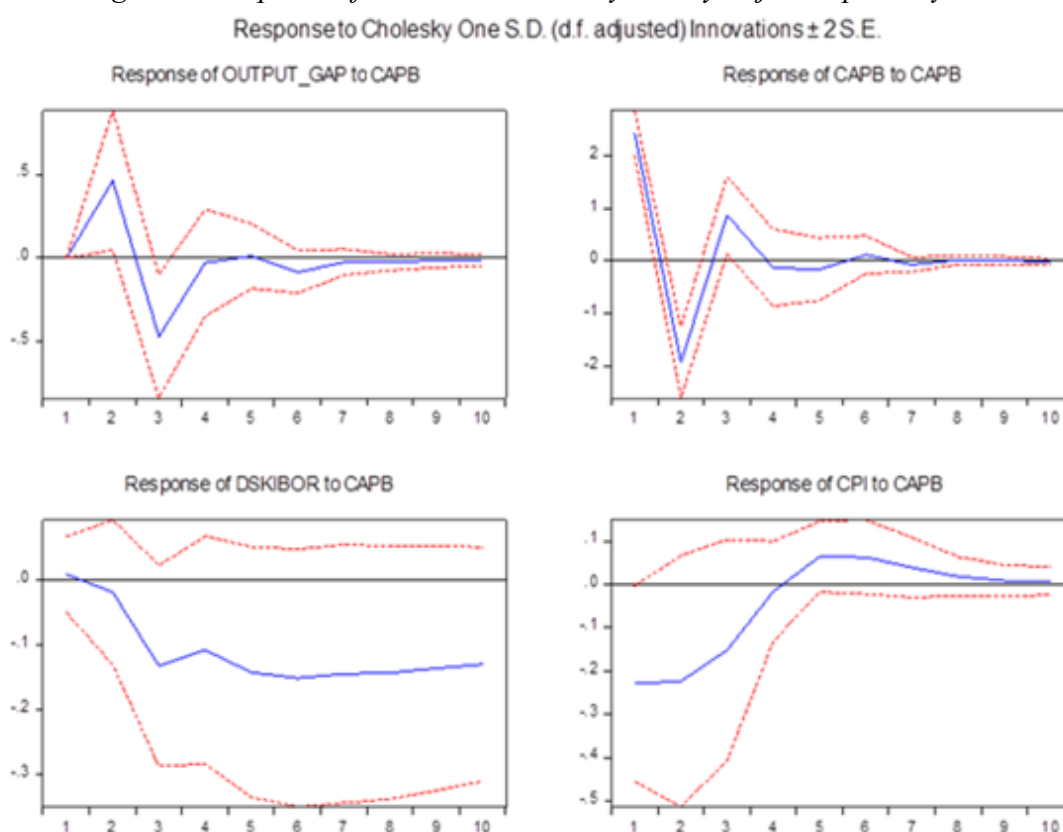 Response to Cholesky One S.D. (d.f. adjusted) Innovations ± 2 S.E.
Response of OUTPUT_GAP to CAPB
.5
.0
-.5
1 2 3 4 5 6 7 8 9 10
Response of CAPB to CAPB
2
1
0
-1
-2
1 2 3 4 5 6 7 8 9 10
Response of DSKIBOR to CAPB
.0
-.1
-.2
-.3
1 2 3 4 5 6 7 8 9 10
Response of CPI to CAPB
.1
.0
-.1
-.2
-.3
-.4
-.5
1 2 3 4 5 6 7 8 9 10